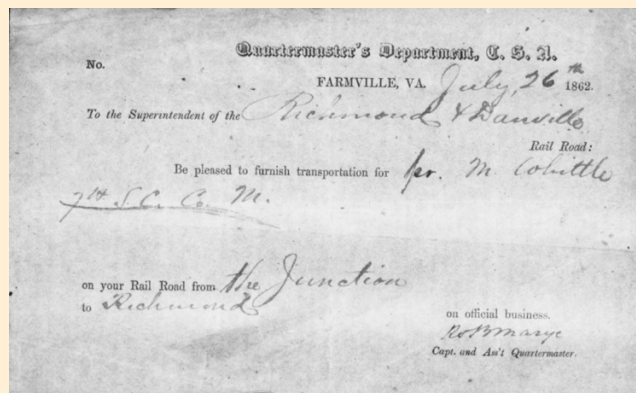 Quartermaster's Department, C. S. A.
No.
FARMVILLE, VA. July, 26th 1862.
To the Superintendent of the Richmond & Danville
Rail Road:
Be pleased to furnish transportation for pr. M.
7th S.C. Co. M.
on your Rail Road from the Junction
to Richmond
on official business.
Capt. and Ass't Quartermaster.